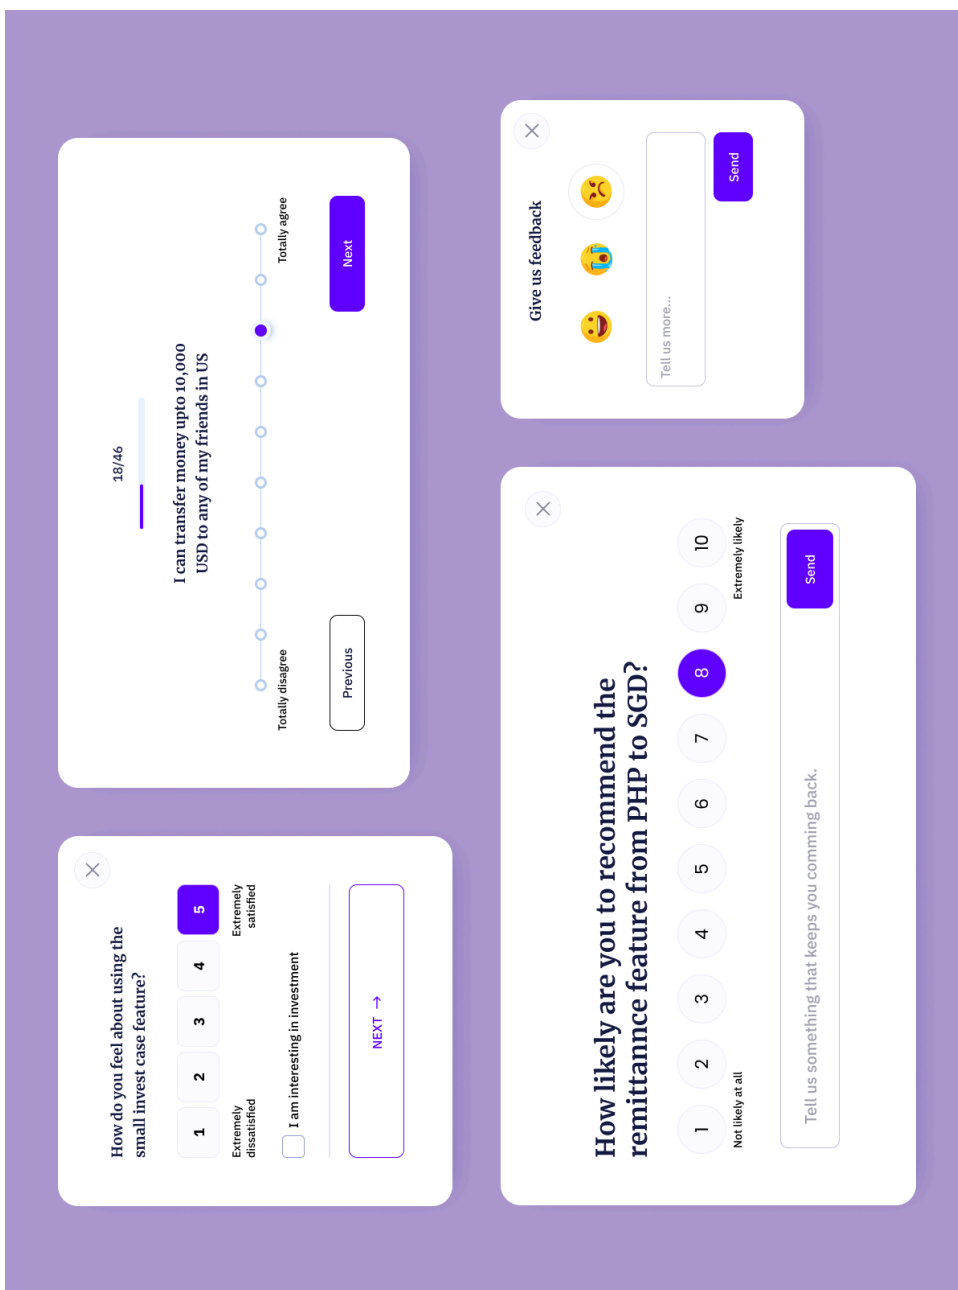 How do you feel about using the
small invest case feature?
1 2 3 4 5
Extremely
dissatisfied
Extremely
satisfied
I am interesting in investment
NEXT →
18/46
I can transfer money upto 10,000
USD to any of my friends in US
Totally disagree
Totally agree
Previous
Next
How likely are you to recommend the
remittannce feature from PHP to SGD?
1 2 3 4 5 6 7 8 9 10
Not likely at all
Extremely likely
Tell us something that keeps you comming back.
Send
Give us feedback
Tell us more...
Send